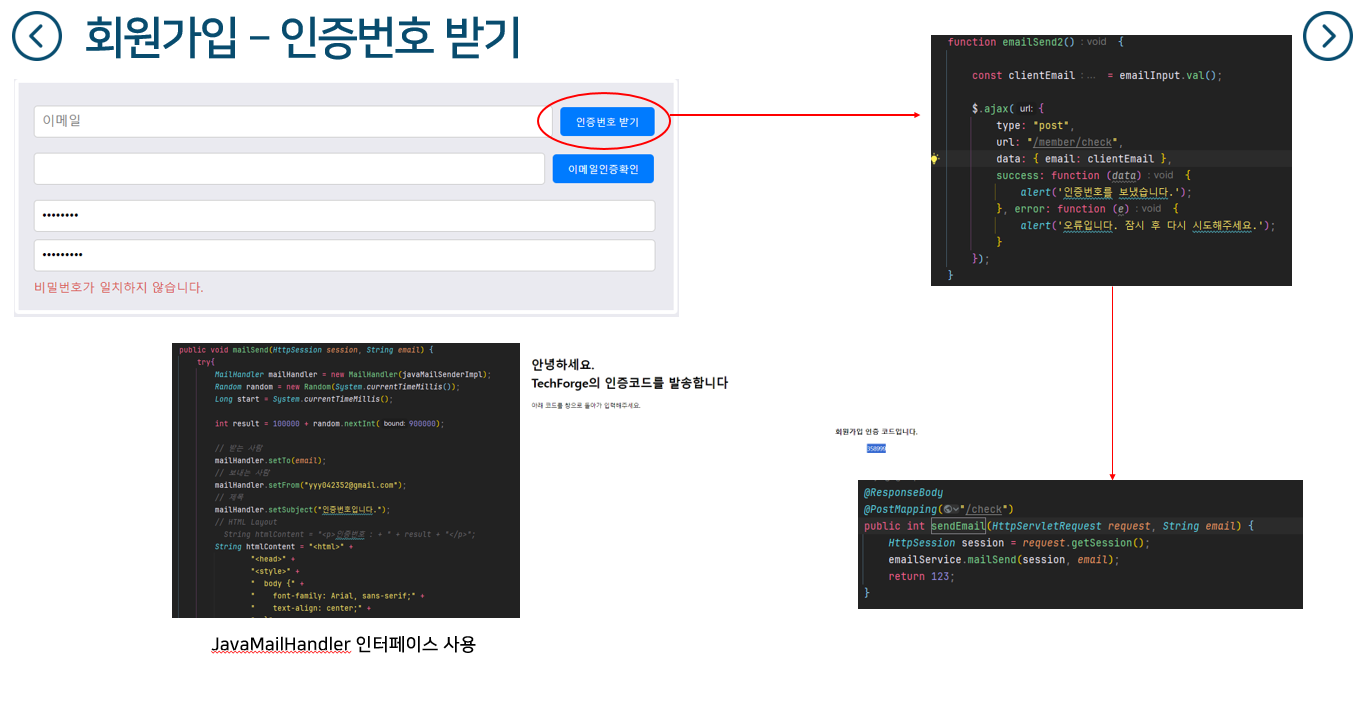 회원가입 – 인증번호 받기
이메일
인증번호 받기
이메일인증확인
••••••••
•••••••••
비밀번호가 일치하지 않습니다.
function emailSend2() : void {
const clientEmail : ... = emailInput.val();
$.ajax( url: {
type: "post",
url: "/member/check",
data: { email: clientEmail },
success: function (data) : void {
alert('인증번호를 보냈습니다.');
}, error: function (e) : void {
alert('오류입니다. 잠시 후 다시 시도해주세요.');
}
});
}
public void mailSend(HttpSession session, String email) {
try{
MailHandler mailHandler = new MailHandler(javaMailSenderImpl);
Random random = new Random(System.currentTimeMillis());
Long start = System.currentTimeMillis();
int result = 100000 + random.nextInt( bound: 900000);
// 받는 사람
mailHandler.setTo(email);
// 보내는 사람
mailHandler.setFrom("yyy042352@gmail.com");
// 제목
mailHandler.setSubject("인증번호입니다.");
// HTML Layout
String htmlContent = "<p>인증번호 : + " + result + "</p>";
String htmlContent = "<html>" +
"<head>" +
"<style>" +
" body {" +
" font-family: Arial, sans-serif;" +
" text-align: center;" +
안녕하세요.
TechForge의 인증코드를 발송합니다
아래 코드를 창으로 돌아가 입력해주세요.
회원가입 인증 코드입니다.
@ResponseBody
@PostMapping("/check")
public int sendEmail(HttpServletRequest request, String email) {
HttpSession session = request.getSession();
emailService.mailSend(session, email);
return 123;
}
JavaMailHandler 인터페이스 사용